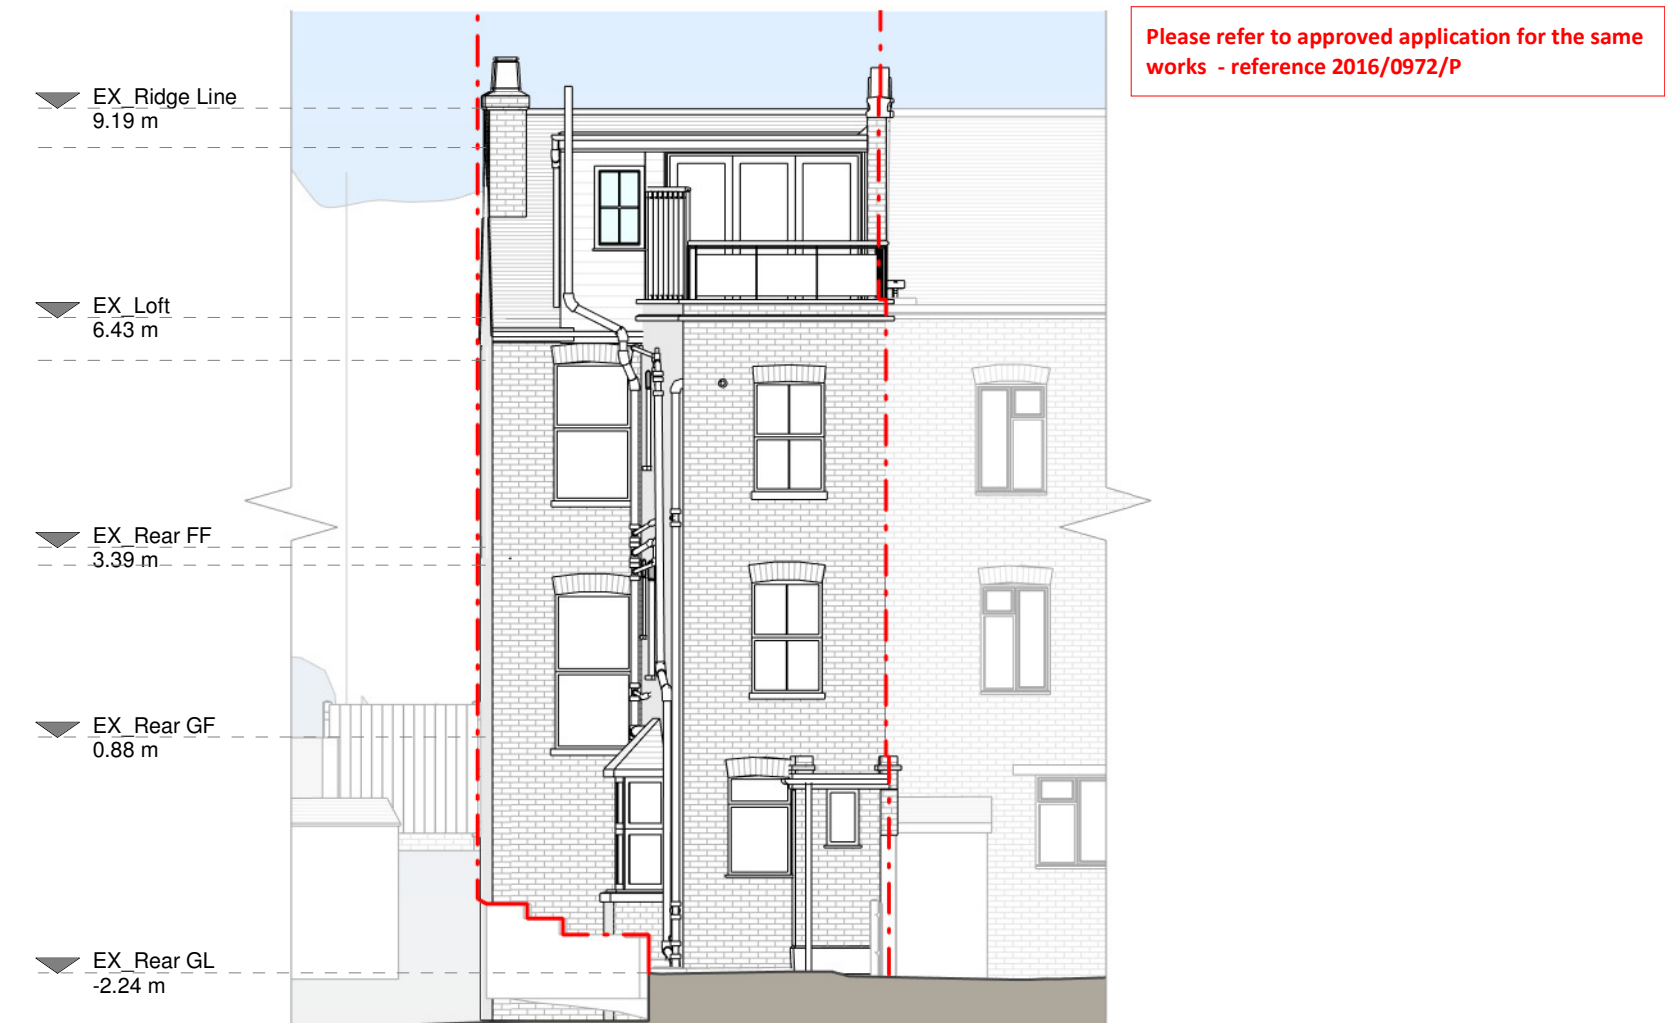 Please refer to approved application for the same
works - reference 2016/0972/P
EX_Ridge Line
9.19 m
EX_Loft
6.43 m
EX_Rear FF
3.39 m
EX_Rear GF
0.88 m
EX_Rear GL
-2.24 m